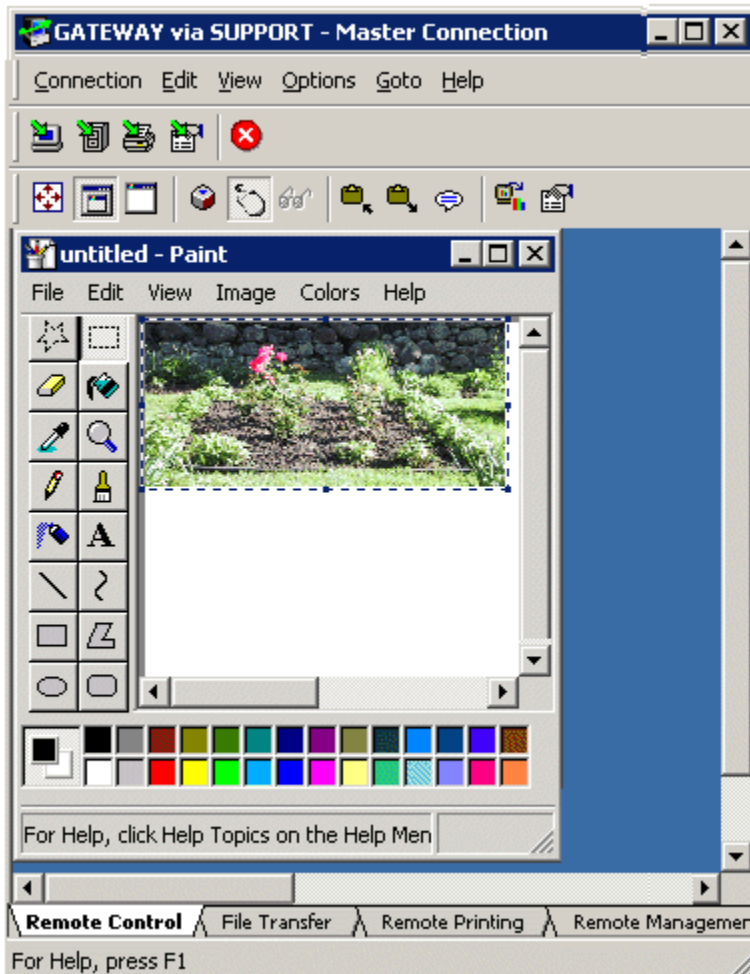 GATEWAY via SUPPORT - Master Connection
Connection Edit View Options Goto Help
untitled - Paint
File Edit View Image Colors Help
A
For Help, click Help Topics on the Help Men
Remote Control File Transfer Remote Printing Remote Managemen
For Help, press F1